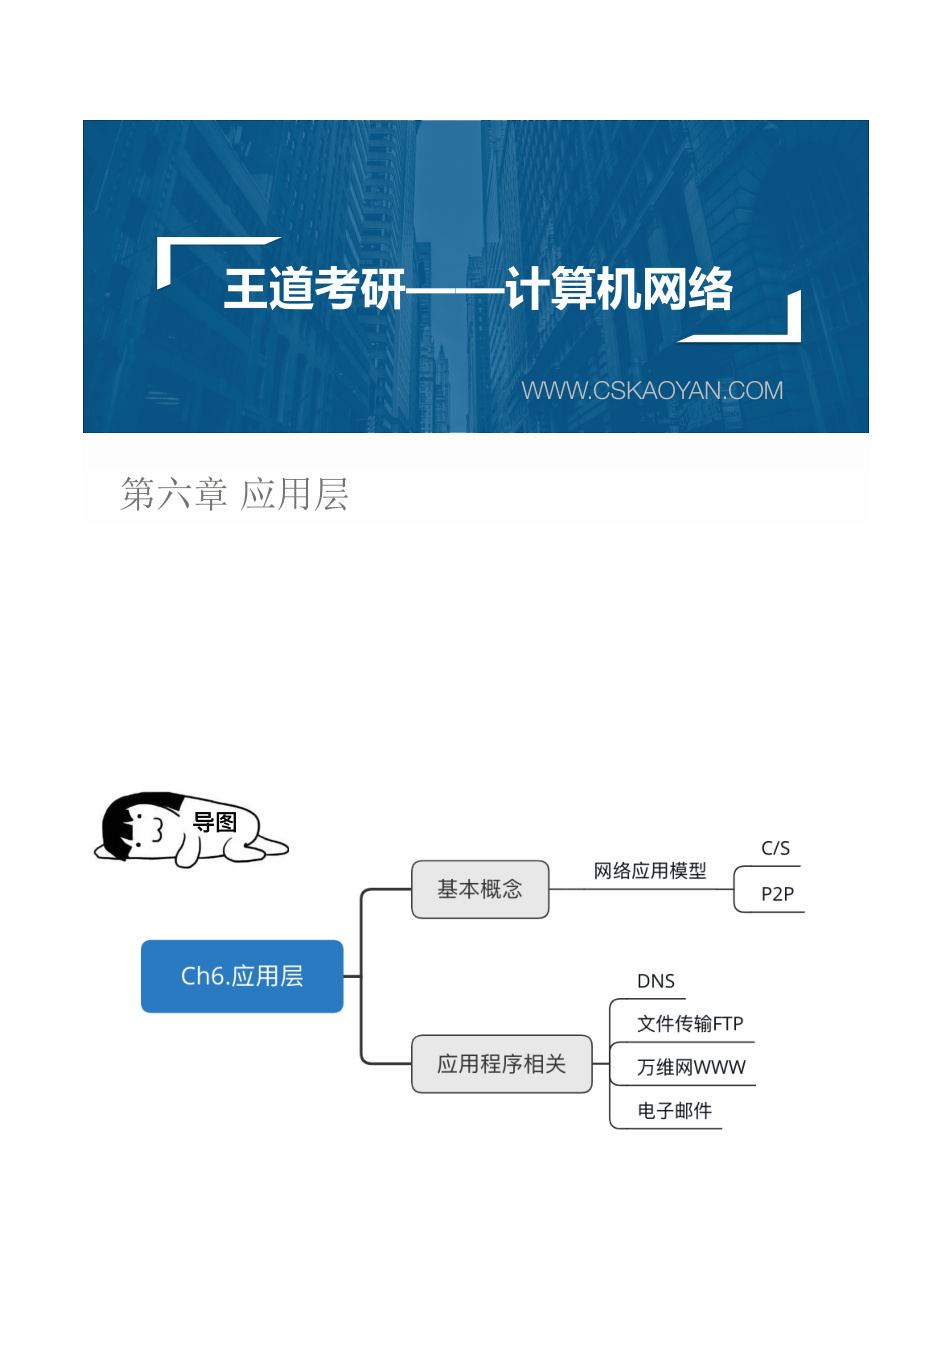 王道考研——计算机网络
WWW.CSKAOYAN.COM
第六章 应用层
导图
Ch6.应用层
基本概念
网络应用模型
C/S
P2P
应用程序相关
DNS
文件传输FTP
万维网WWW
电子邮件